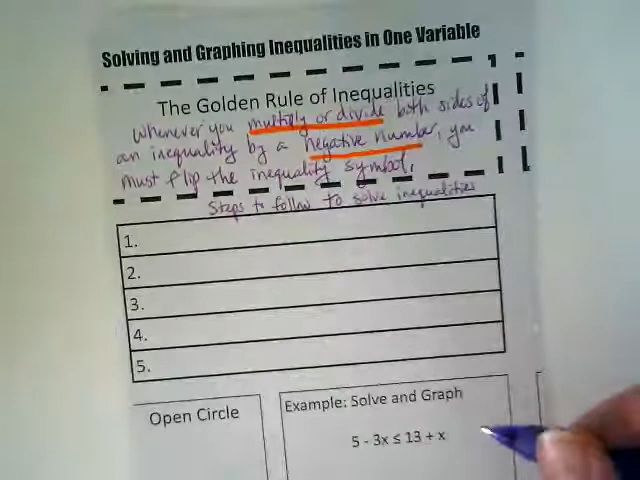 Solving and Graphing Inequalities in One Variable
The Golden Rule of Inequalities
Whenever you multiply or divide both sides of
an inequality by a negative number, you
must flip the inequality symbol.
Steps to follow to solve inequalities
1.
2.
3.
4.
5.
Open Circle
Example: Solve and Graph
5 - 3x ≤ 13 + x